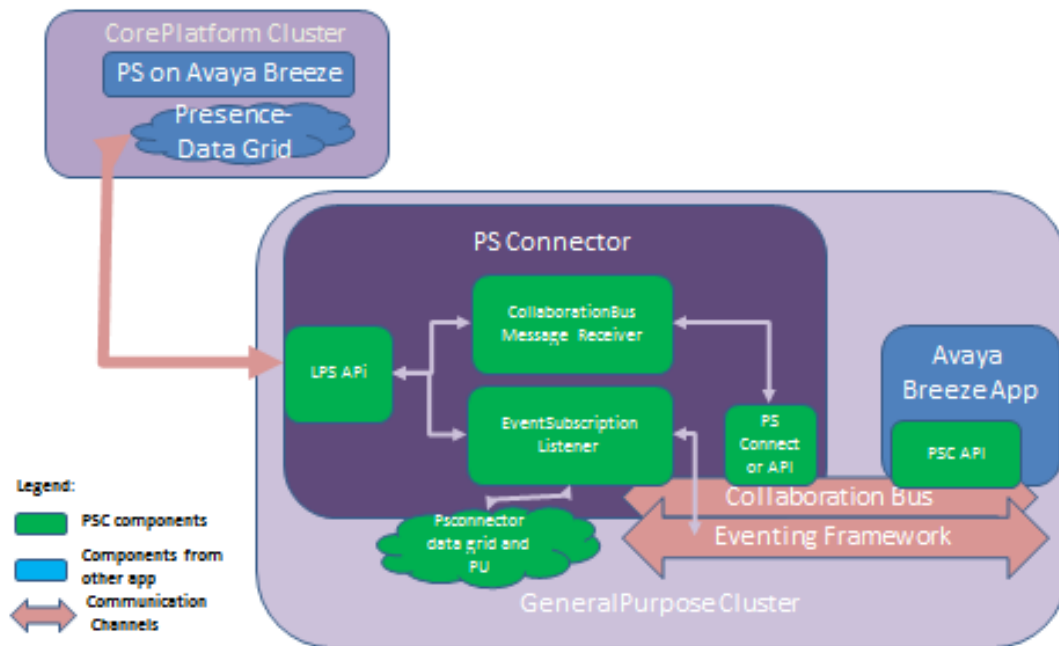 CorePlatform Cluster
PS on Avaya Breeze
Presence-
Data Grid
PS Connector
CollaborationBus
Message Receiver
LPS APi
EventSubscription
Listener
PS
Connect
or API
Avaya
Breeze App
PSC API
Collaboration Bus
Eventing Framework
Psconnector
data grid and
PU
GeneralPurpose Cluster
Legend:
PSC components
Components from
other app
Communication
Channels